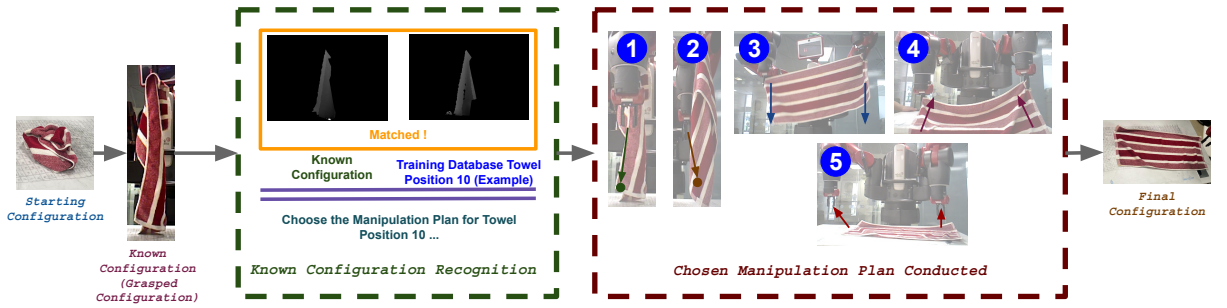 Starting
Configuration
Known
Configuration
(Grasped
Configuration)
Matched !
Known
Configuration
Training Database Towel
Position 10 (Example)
Choose the Manipulation Plan for Towel
Position 10 ...
Known Configuration Recognition
1
2
3
4
5
Chosen Manipulation Plan Conducted
Final
Configuration